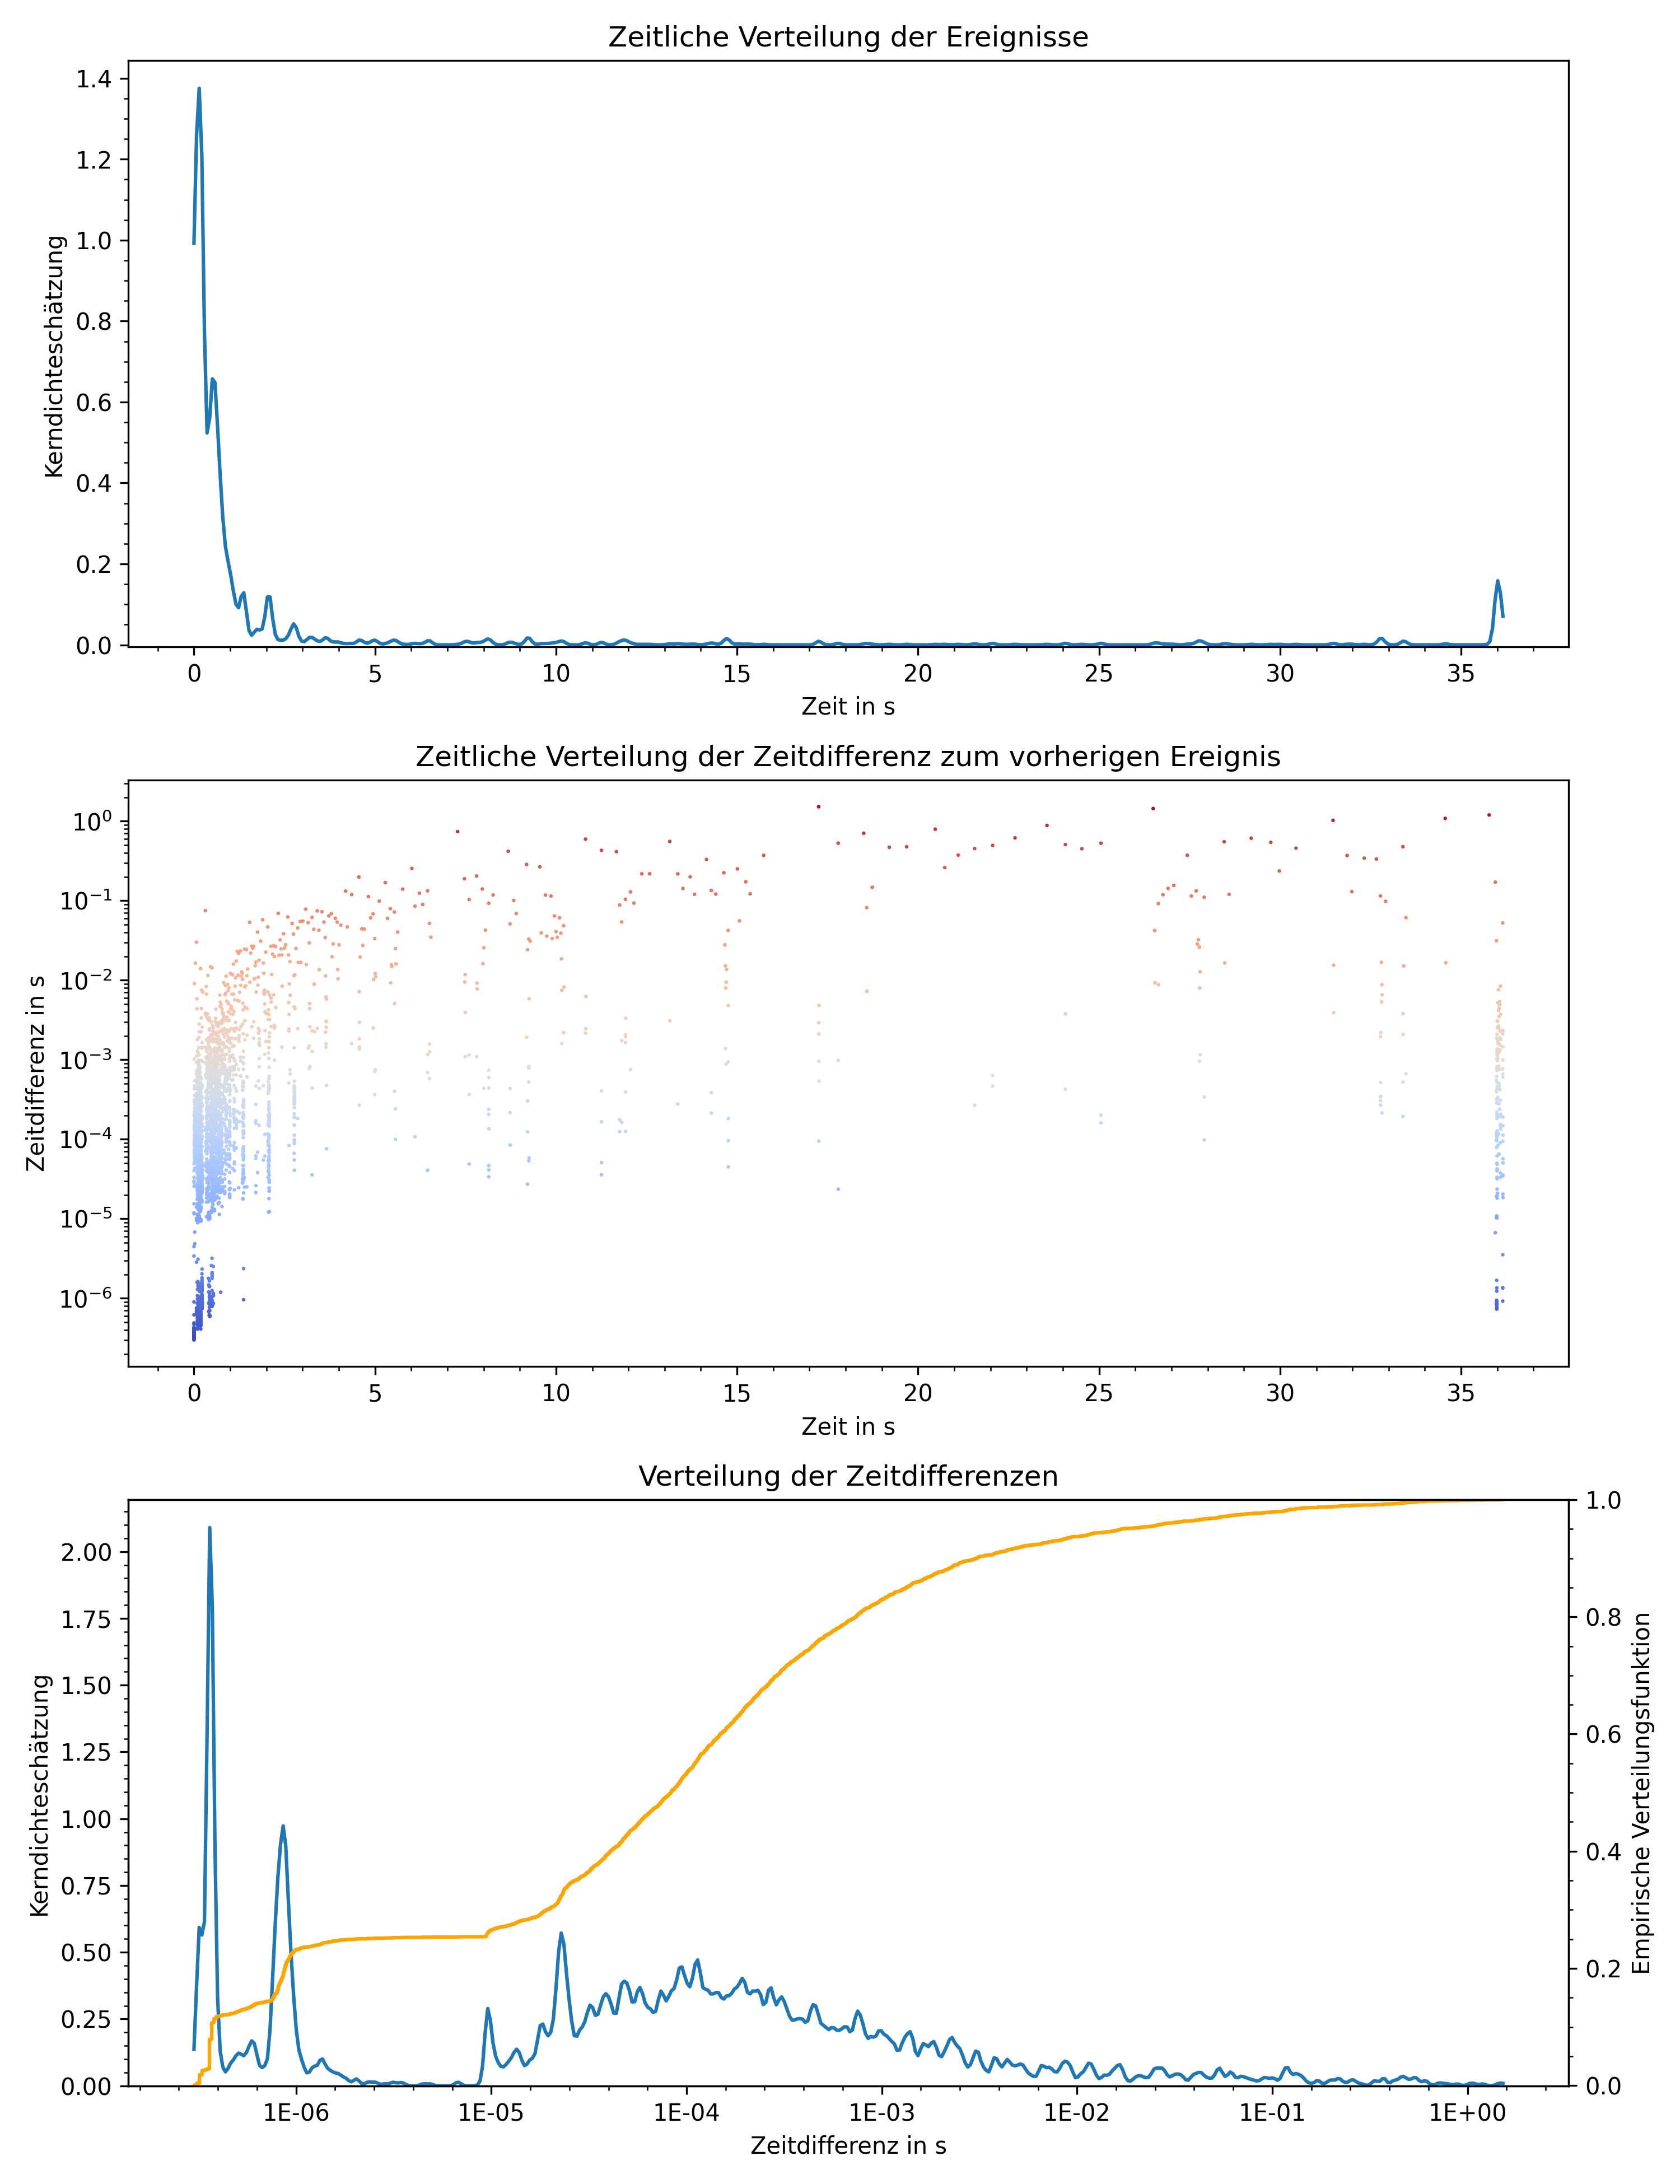 Zeitliche Verteilung der Ereignisse
1.4
1.2
1.0
0.8
0.6
0.4
0.2
0.0
Kerndichteschätzung
0 5 10 15 20 25 30 35
Zeit in s
Zeitliche Verteilung der Zeitdifferenz zum vorherigen Ereignis
10⁰
10⁻¹
10⁻²
10⁻³
10⁻⁴
10⁻⁵
10⁻⁶
Zeitdifferenz in s
0 5 10 15 20 25 30 35
Zeit in s
Verteilung der Zeitdifferenzen
2.00
1.75
1.50
1.25
1.00
0.75
0.50
0.25
0.00
Kerndichteschätzung
1.0
0.8
0.6
0.4
0.2
0.0
Empirische Verteilungsfunktion
1E-06 1E-05 1E-04 1E-03 1E-02 1E-01 1E+00
Zeitdifferenz in s